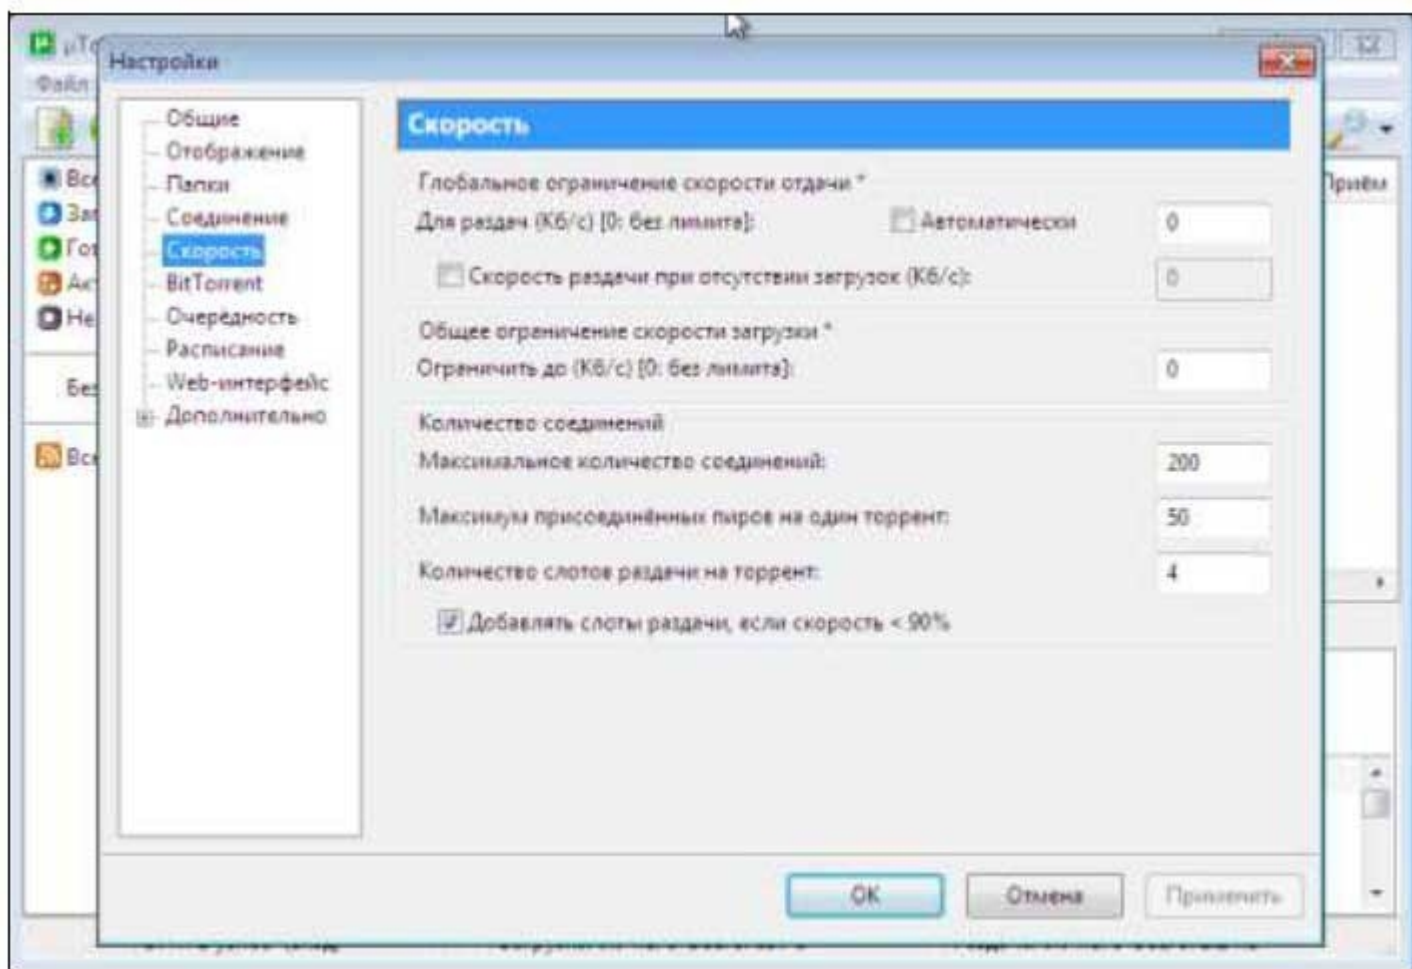 Настройки
Файл
Общие
Отображение
Папки
Соединение
Скорость
BitTorrent
Очерёдность
Расписание
Web-интерфейс
Дополнительно
Скорость
Глобальное ограничение скорости отдачи *
Для раздач (Кб/с) [0: без лимита]: Автоматически 0
Скорость раздачи при отсутствии загрузок (Кб/с): 0
Общее ограничение скорости загрузки *
Ограничить до (Кб/с) [0: без лимита]: 0
Количество соединений
Максимальное количество соединений: 200
Максимум присоединённых пиров на один торрент: 50
Количество слотов раздачи на торрент: 4
Добавлять слоты раздачи, если скорость < 90%
Приём
OK Отмена Применить